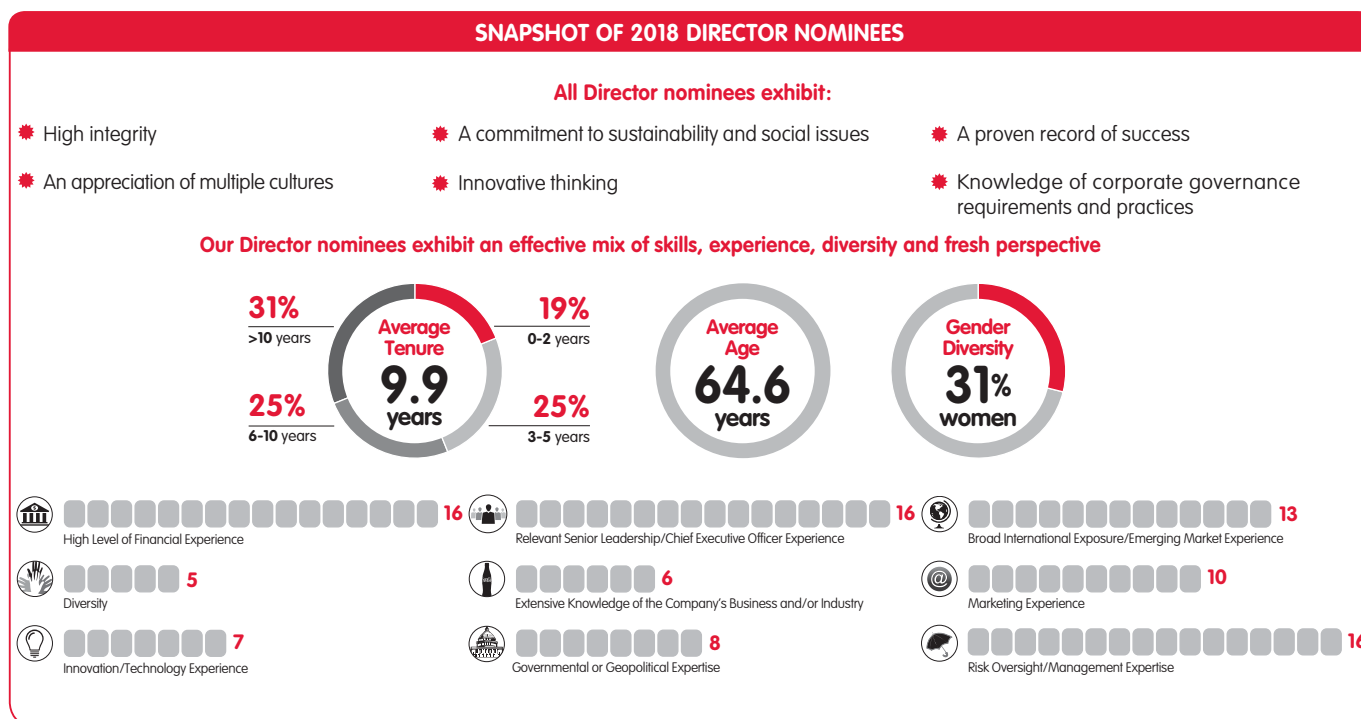 SNAPSHOT OF 2018 DIRECTOR NOMINEES
All Director nominees exhibit:
High integrity
A commitment to sustainability and social issues
A proven record of success
An appreciation of multiple cultures
Innovative thinking
Knowledge of corporate governance
requirements and practices
Our Director nominees exhibit an effective mix of skills, experience, diversity and fresh perspective
31%
>10 years
19%
0-2 years
25%
6-10 years
25%
3-5 years
Average
Tenure
9.9
years
Average
Age
64.6
years
Gender
Diversity
31%
women
16
High Level of Financial Experience
16
Relevant Senior Leadership/Chief Executive Officer Experience
13
Broad International Exposure/Emerging Market Experience
5
Diversity
6
Extensive Knowledge of the Company's Business and/or Industry
@
10
Marketing Experience
7
Innovation/Technology Experience
8
Governmental or Geopolitical Expertise
16
Risk Oversight/Management Expertise